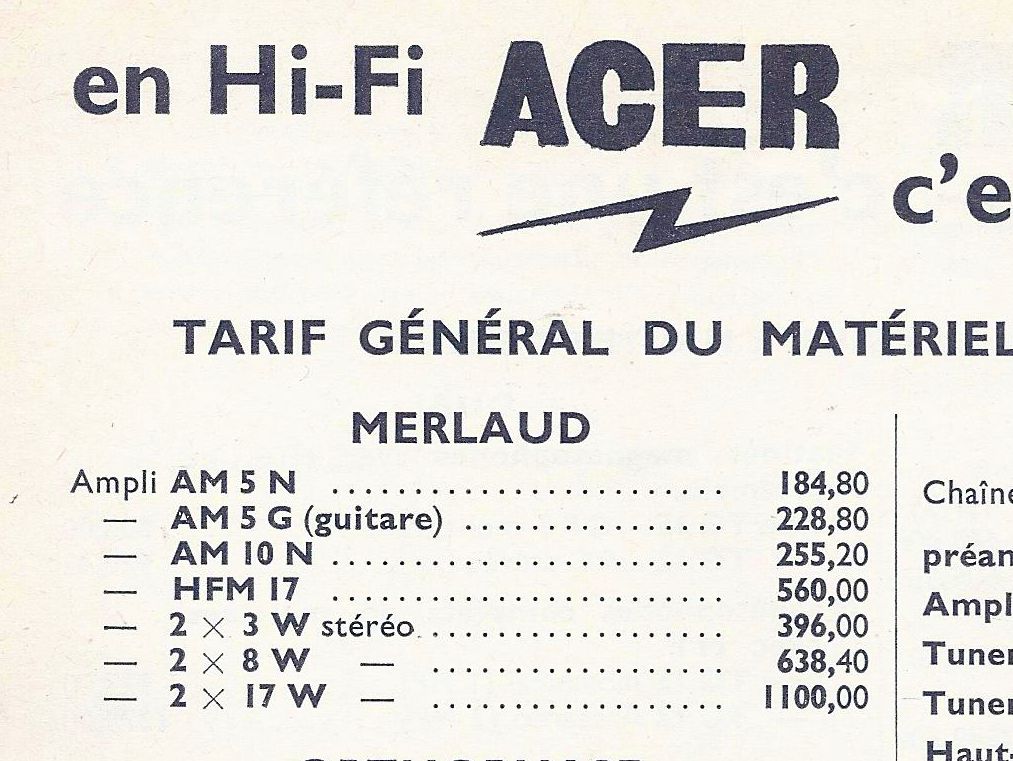 en Hi-Fi ACER
c'e
TARIF GÉNÉRAL DU MATÉRIEL
MERLAUD
Ampli AM 5 N ........................ 184,80
— AM 5 G (guitare) ................... 228,80
— AM 10 N ........................ 255,20
— HFM 17 ........................ 560,00
— 2 × 3 W stéréo...................... 396,00
— 2 × 8 W — ..................... 638,40
— 2 × 17 W — ..................... 1100,00
Chaîne
préam
Ampl
Tuner
Tuner
Haut-